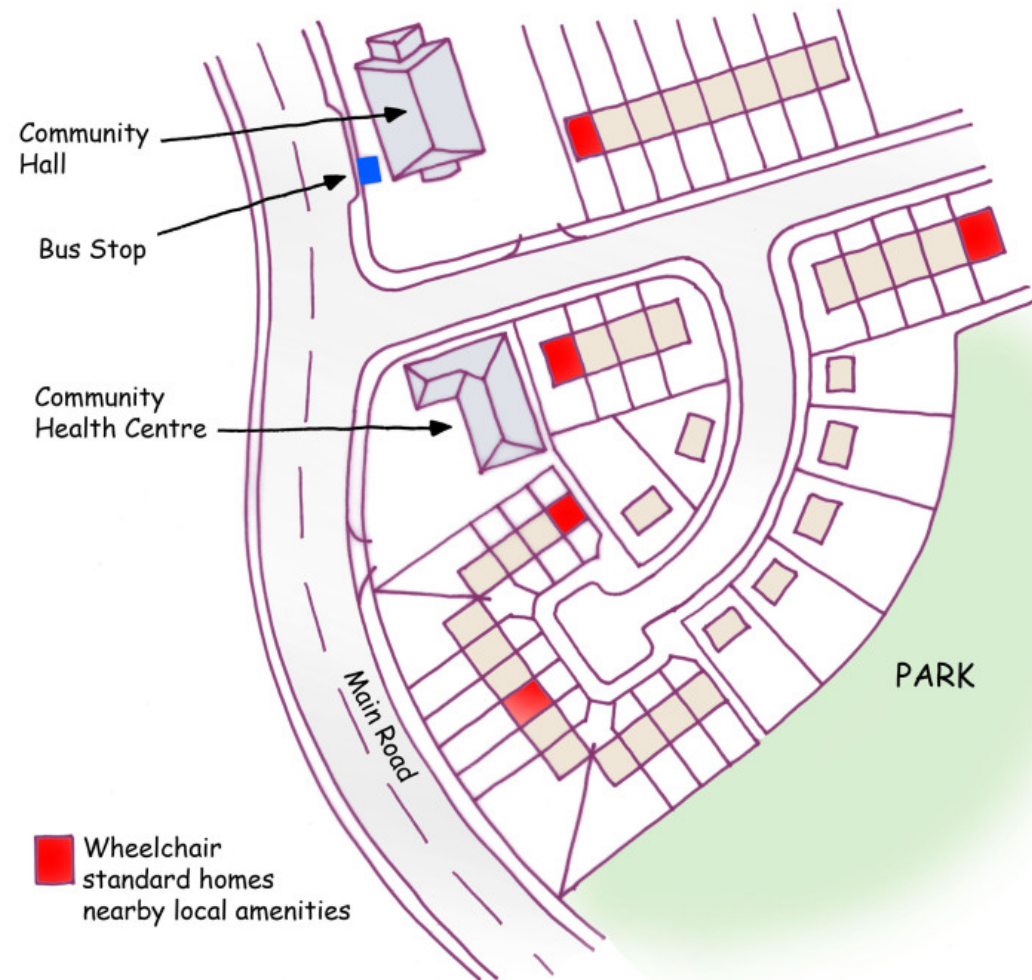 Community
Hall
Bus Stop
Community
Health Centre
PARK
Main Road
Wheelchair
standard homes
nearby local amenities